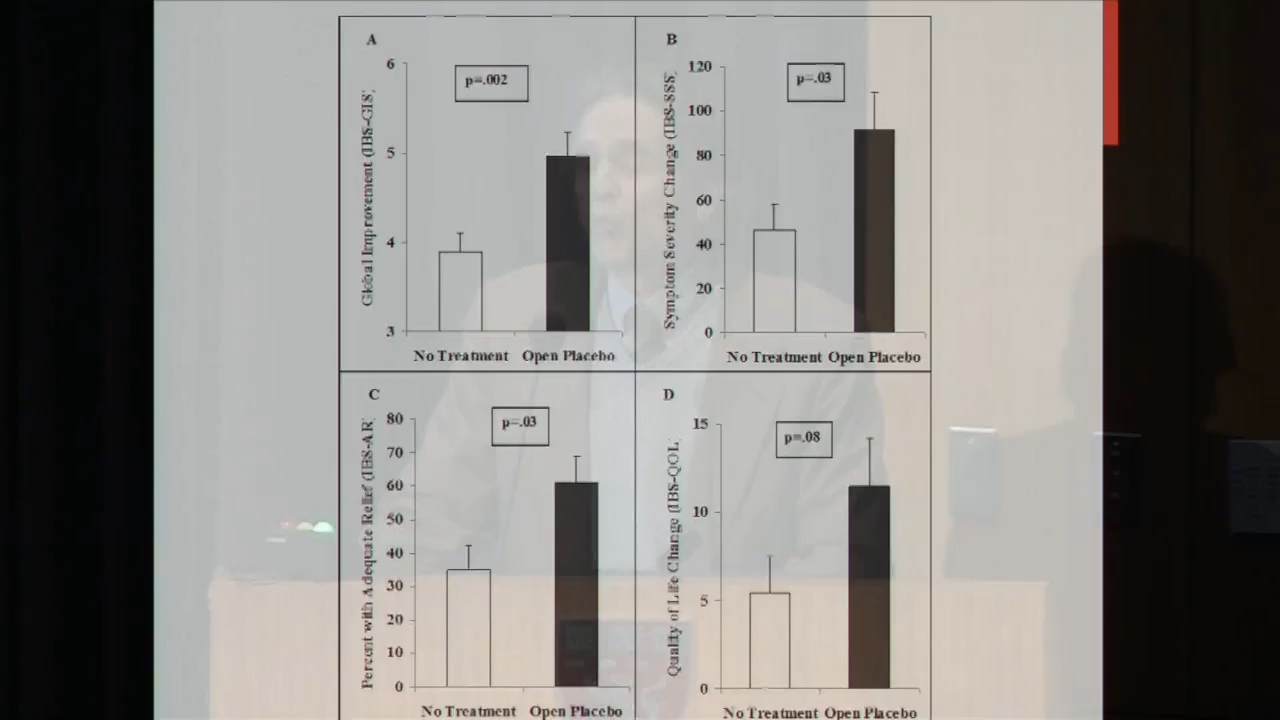 A
p=.002
Global Improvement (IBS-GIS)
6
5
4
3
No Treatment
Open Placebo
B
p=.03
Symptom Severity Change (IBS-SSS)
120
100
80
60
40
20
0
No Treatment
Open Placebo
C
p=.03
Percent with Adequate Relief (IBS-AR)
80
70
60
50
40
30
20
10
0
No Treatment
Open Placebo
D
p=.08
Quality of Life Change (IBS-QOL)
15
10
5
0
No Treatment
Open Placebo